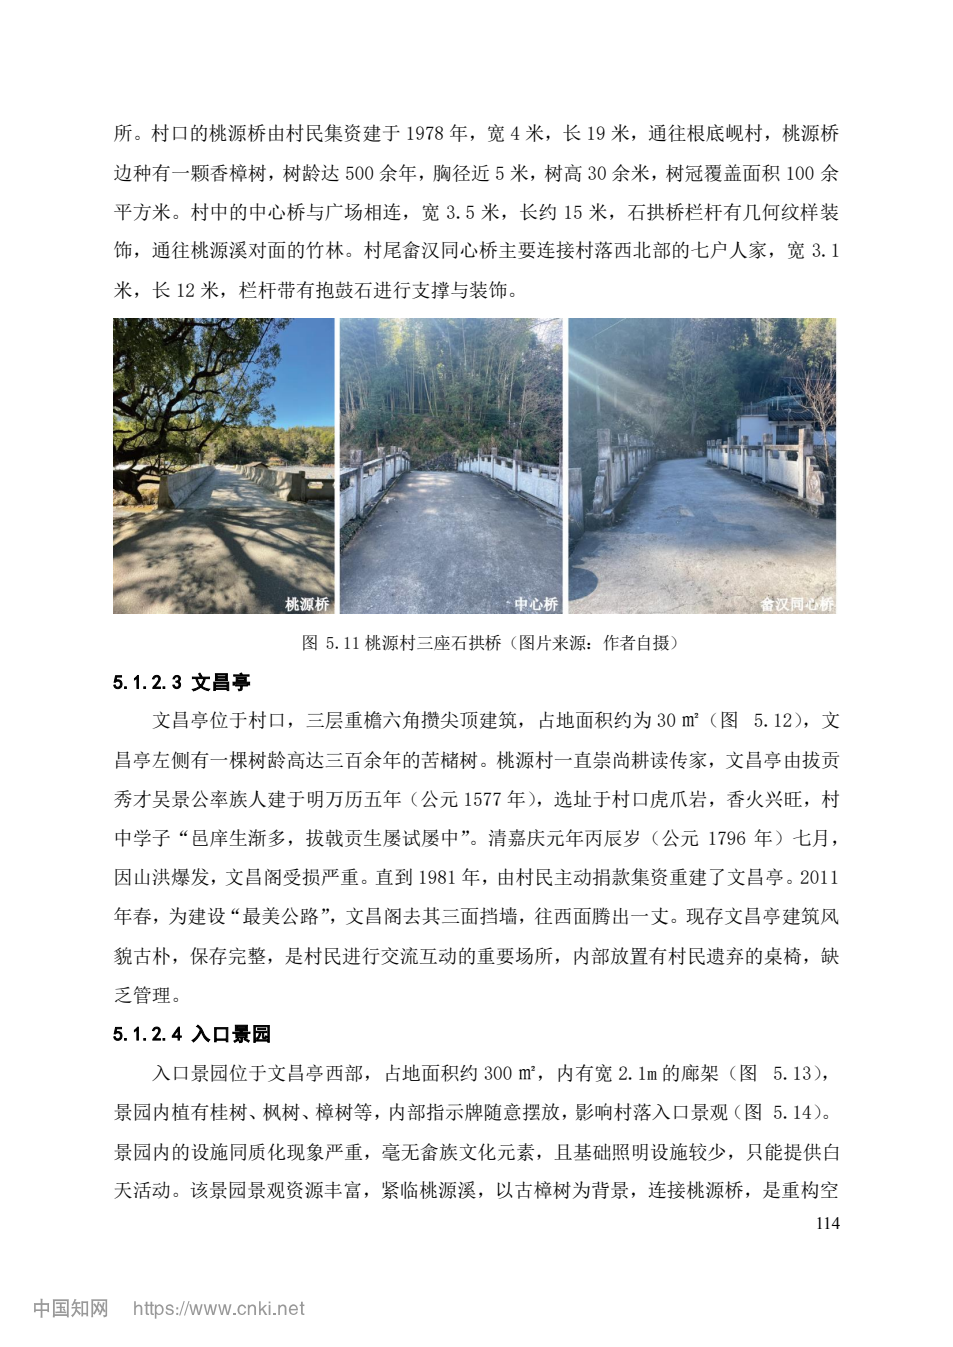 所。村口的桃源桥由村民集资建于 1978 年，宽 4 米，长 19 米，通往根底岘村，桃源桥
边种有一颗香樟树，树龄达 500 余年，胸径近 5 米，树高 30 余米，树冠覆盖面积 100 余
平方米。村中的中心桥与广场相连，宽 3.5 米，长约 15 米，石拱桥栏杆有几何纹样装
饰，通往桃源溪对面的竹林。村尾畲汉同心桥主要连接村落西北部的七户人家，宽 3.1
米，长 12 米，栏杆带有抱鼓石进行支撑与装饰。
桃源桥
中心桥
畲汉同心桥
图 5.11 桃源村三座石拱桥（图片来源：作者自摄）
5.1.2.3 文昌亭
文昌亭位于村口，三层重檐六角攒尖顶建筑，占地面积约为 30 ㎡（图 5.12），文
昌亭左侧有一棵树龄高达三百余年的苦槠树。桃源村一直崇尚耕读传家，文昌亭由拔贡
秀才吴景公率族人建于明万历五年（公元 1577 年），选址于村口虎爪岩，香火兴旺，村
中学子“邑庠生渐多，拔戟贡生屡试屡中”。清嘉庆元年丙辰岁（公元 1796 年）七月，
因山洪爆发，文昌阁受损严重。直到 1981 年，由村民主动捐款集资重建了文昌亭。2011
年春，为建设“最美公路”，文昌阁去其三面挡墙，往西面腾出一丈。现存文昌亭建筑风
貌古朴，保存完整，是村民进行交流互动的重要场所，内部放置有村民遗弃的桌椅，缺
乏管理。
5.1.2.4 入口景园
入口景园位于文昌亭西部，占地面积约 300 ㎡，内有宽 2.1m 的廊架（图 5.13），
景园内植有桂树、枫树、樟树等，内部指示牌随意摆放，影响村落入口景观（图 5.14）。
景园内的设施同质化现象严重，毫无畲族文化元素，且基础照明设施较少，只能提供白
天活动。该景园景观资源丰富，紧临桃源溪，以古樟树为背景，连接桃源桥，是重构空
114
中国知网 https://www.cnki.net